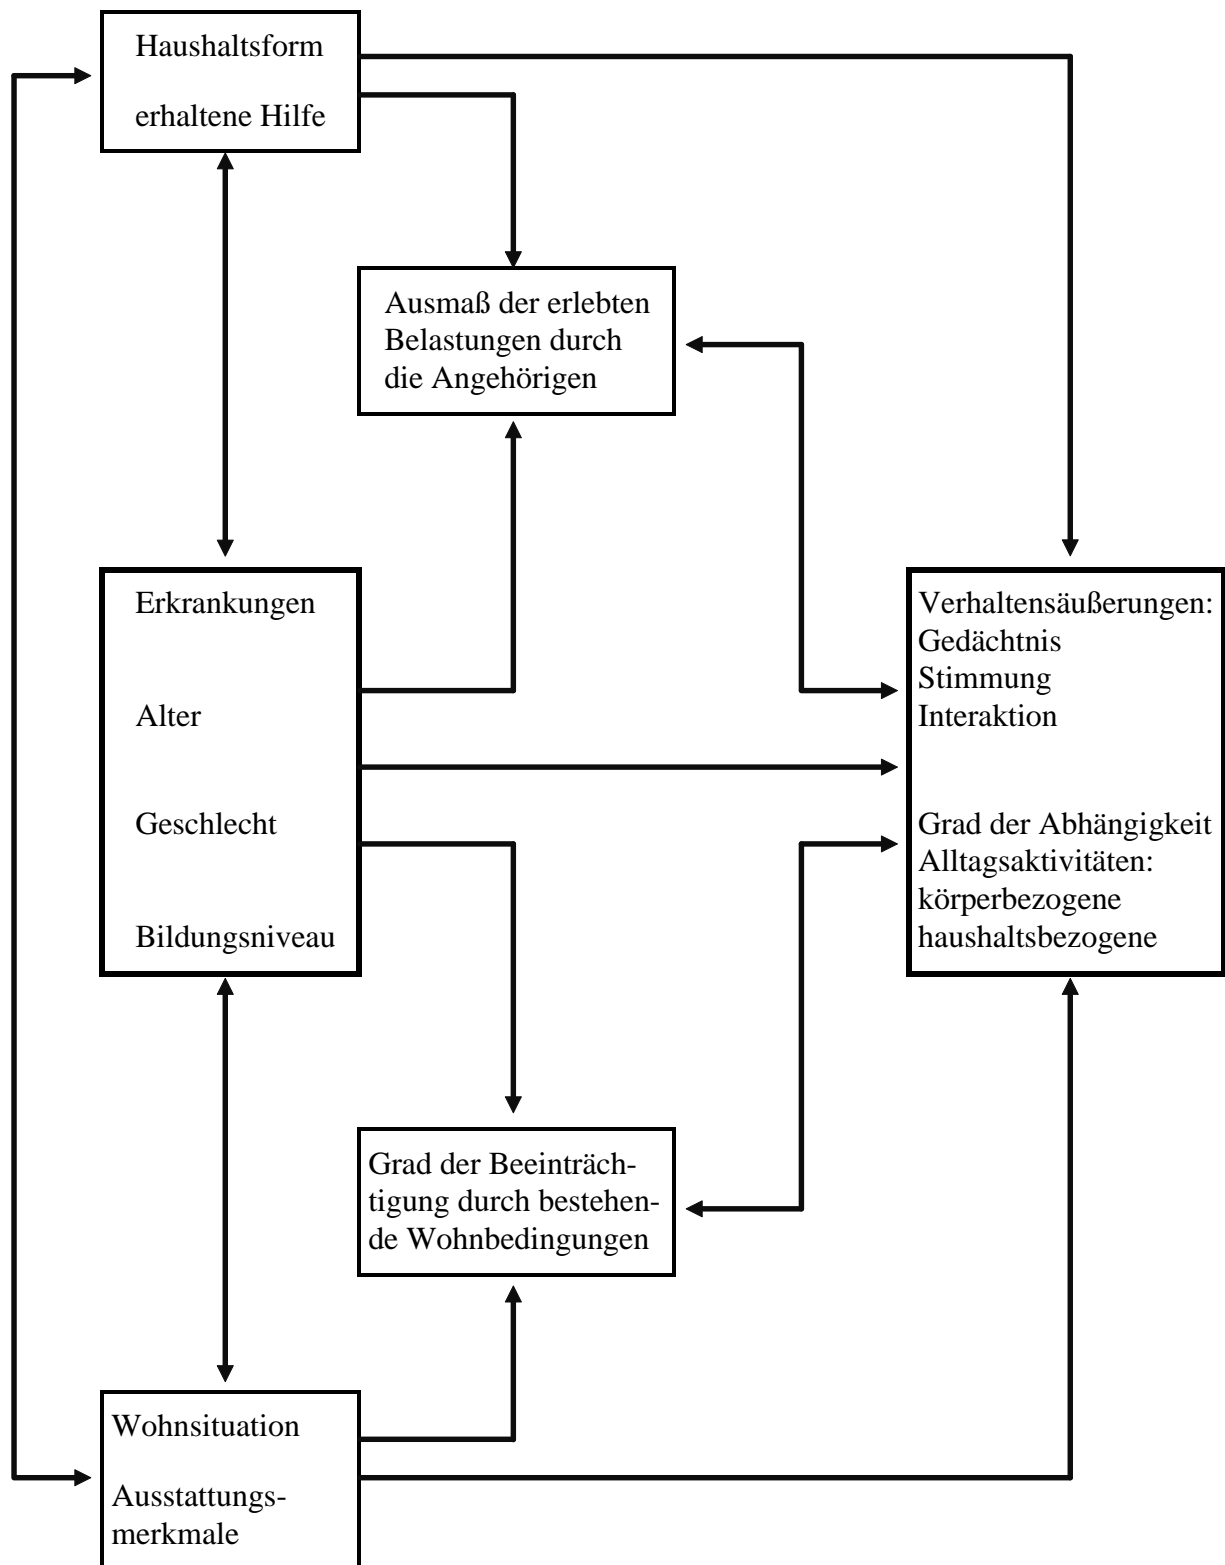 Haushaltsform
erhaltene Hilfe
Ausmaß der erlebten
Belastungen durch
die Angehörigen
Erkrankungen
Alter
Geschlecht
Bildungsniveau
Verhaltensäußerungen:
Gedächtnis
Stimmung
Interaktion
Grad der Abhängigkeit
Alltagsaktivitäten:
körperbezogene
haushaltsbezogene
Grad der Beeinträch-
tigung durch bestehen-
de Wohnbedingungen
Wohnsituation
Ausstattungs-
merkmale